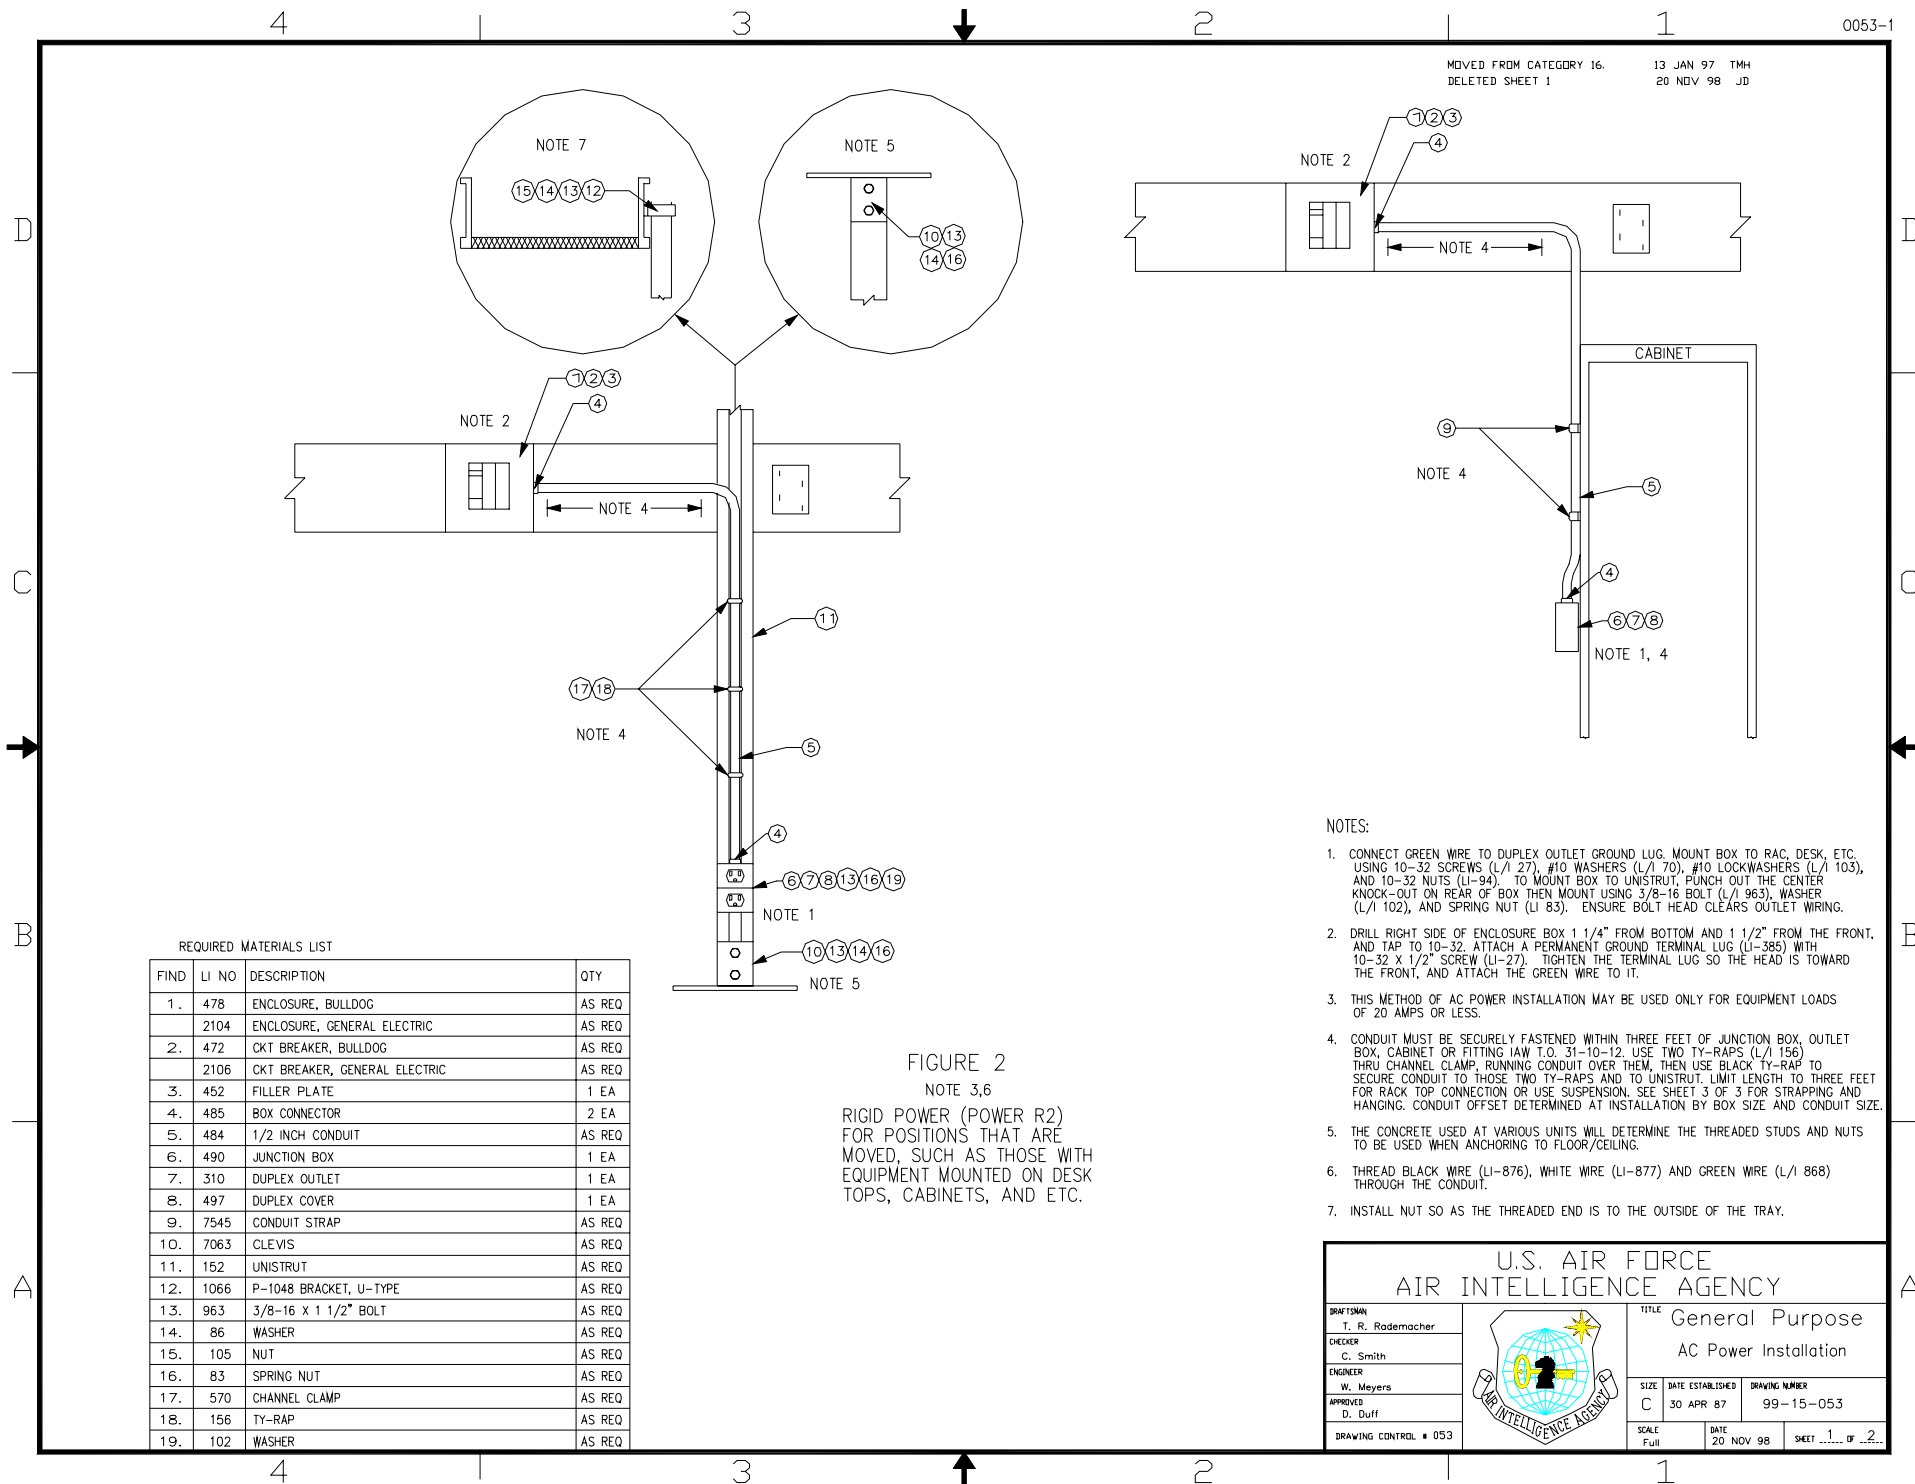 4 3 2 1 0053-1
MOVED FROM CATEGORY 16. 13 JAN 97 TMH
DELETED SHEET 1 20 NOV 98 JD
NOTE 7
15 14 13 12
NOTE 5
10 13
14 16
NOTE 2
1 2 3
4
NOTE 4
CABINET
9
NOTE 4
5
4
6 7 8
NOTE 1, 4
D
D
NOTE 2
1 2 3
4
NOTE 4
11
17 18
NOTE 4
5
4
6 7 8 13 16 19
NOTE 1
10 13 14 16
NOTE 5
C
C
B
B
A
A
FIGURE 2
NOTE 3,6
RIGID POWER (POWER R2)
FOR POSITIONS THAT ARE
MOVED, SUCH AS THOSE WITH
EQUIPMENT MOUNTED ON DESK
TOPS, CABINETS, AND ETC.
REQUIRED MATERIALS LIST
FIND LI NO DESCRIPTION QTY
1. 478 ENCLOSURE, BULLDOG AS REQ
2104 ENCLOSURE, GENERAL ELECTRIC AS REQ
2. 472 CKT BREAKER, BULLDOG AS REQ
2106 CKT BREAKER, GENERAL ELECTRIC AS REQ
3. 452 FILLER PLATE 1 EA
4. 485 BOX CONNECTOR 2 EA
5. 484 1/2 INCH CONDUIT AS REQ
6. 490 JUNCTION BOX 1 EA
7. 310 DUPLEX OUTLET 1 EA
8. 497 DUPLEX COVER 1 EA
9. 7545 CONDUIT STRAP AS REQ
10. 7063 CLEVIS AS REQ
11. 152 UNISTRUT AS REQ
12. 1066 P-1048 BRACKET, U-TYPE AS REQ
13. 963 3/8-16 X 1 1/2" BOLT AS REQ
14. 86 WASHER AS REQ
15. 105 NUT AS REQ
16. 83 SPRING NUT AS REQ
17. 570 CHANNEL CLAMP AS REQ
18. 156 TY-RAP AS REQ
19. 102 WASHER AS REQ
NOTES:
1. CONNECT GREEN WIRE TO DUPLEX OUTLET GROUND LUG. MOUNT BOX TO RAC, DESK, ETC.
USING 10-32 SCREWS (L/I 27), #10 WASHERS (L/I 70), #10 LOCKWASHERS (L/I 103),
AND 10-32 NUTS (LI-94). TO MOUNT BOX TO UNISTRUT, PUNCH OUT THE CENTER
KNOCK-OUT ON REAR OF BOX THEN MOUNT USING 3/8-16 BOLT (L/I 963), WASHER
(L/I 102), AND SPRING NUT (LI 83). ENSURE BOLT HEAD CLEARS OUTLET WIRING.
2. DRILL RIGHT SIDE OF ENCLOSURE BOX 1 1/4" FROM BOTTOM AND 1 1/2" FROM THE FRONT,
AND TAP TO 10-32. ATTACH A PERMANENT GROUND TERMINAL LUG (LI-385) WITH
10-32 X 1/2" SCREW (LI-27). TIGHTEN THE TERMINAL LUG SO THE HEAD IS TOWARD
THE FRONT, AND ATTACH THE GREEN WIRE TO IT.
3. THIS METHOD OF AC POWER INSTALLATION MAY BE USED ONLY FOR EQUIPMENT LOADS
OF 20 AMPS OR LESS.
4. CONDUIT MUST BE SECURELY FASTENED WITHIN THREE FEET OF JUNCTION BOX, OUTLET
BOX, CABINET OR FITTING IAW T.O. 31-10-12. USE TWO TY-RAPS (L/I 156)
THRU CHANNEL CLAMP, RUNNING CONDUIT OVER THEM, THEN USE BLACK TY-RAP TO
SECURE CONDUIT TO THOSE TWO TY-RAPS AND TO UNISTRUT. LIMIT LENGTH TO THREE FEET
FOR RACK TOP CONNECTION OR USE SUSPENSION. SEE SHEET 3 OF 3 FOR STRAPPING AND
HANGING. CONDUIT OFFSET DETERMINED AT INSTALLATION BY BOX SIZE AND CONDUIT SIZE.
5. THE CONCRETE USED AT VARIOUS UNITS WILL DETERMINE THE THREADED STUDS AND NUTS
TO BE USED WHEN ANCHORING TO FLOOR/CEILING.
6. THREAD BLACK WIRE (LI-876), WHITE WIRE (LI-877) AND GREEN WIRE (L/I 868)
THROUGH THE CONDUIT.
7. INSTALL NUT SO AS THE THREADED END IS TO THE OUTSIDE OF THE TRAY.
U.S. AIR FORCE
AIR INTELLIGENCE AGENCY
DRAFTSMAN
T. R. Rademacher
CHECKER
C. Smith
ENGINEER
W. Meyers
APPROVED
D. Duff
DRAWING CONTROL # 053
AIR INTELLIGENCE AGENCY
TITLE General Purpose
AC Power Installation
SIZE DATE ESTABLISHED DRAWING NUMBER
C 30 APR 87 99-15-053
SCALE DATE
Full 20 NOV 98 SHEET 1 OF 2
4 3 2 1